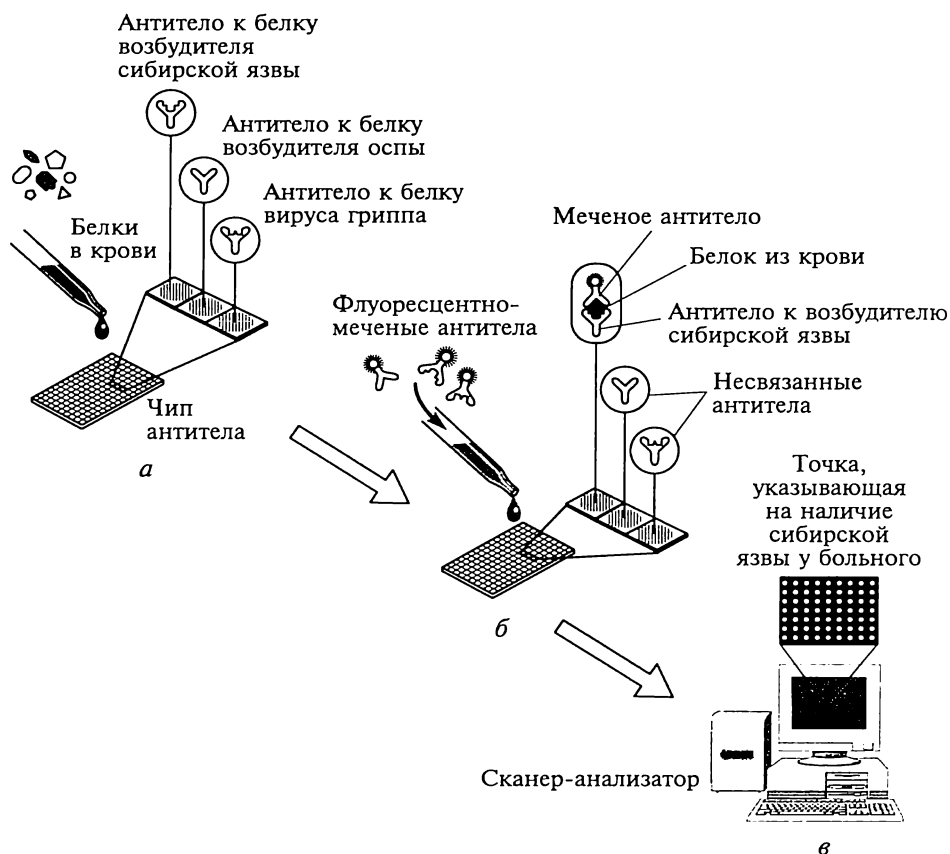 Антитело к белку
возбудителя
сибирской язвы
Антитело к белку
возбудителя оспы
Антитело к белку
вируса гриппа
Белки
в крови
Чип
антитела
а
Флуоресцентно-
меченые антитела
Меченое антитело
Белок из крови
Антитело к возбудителю
сибирской язвы
Несвязанные
антитела
б
Точка,
указывающая
на наличие
сибирской
язвы у больного
Сканер-анализатор
в